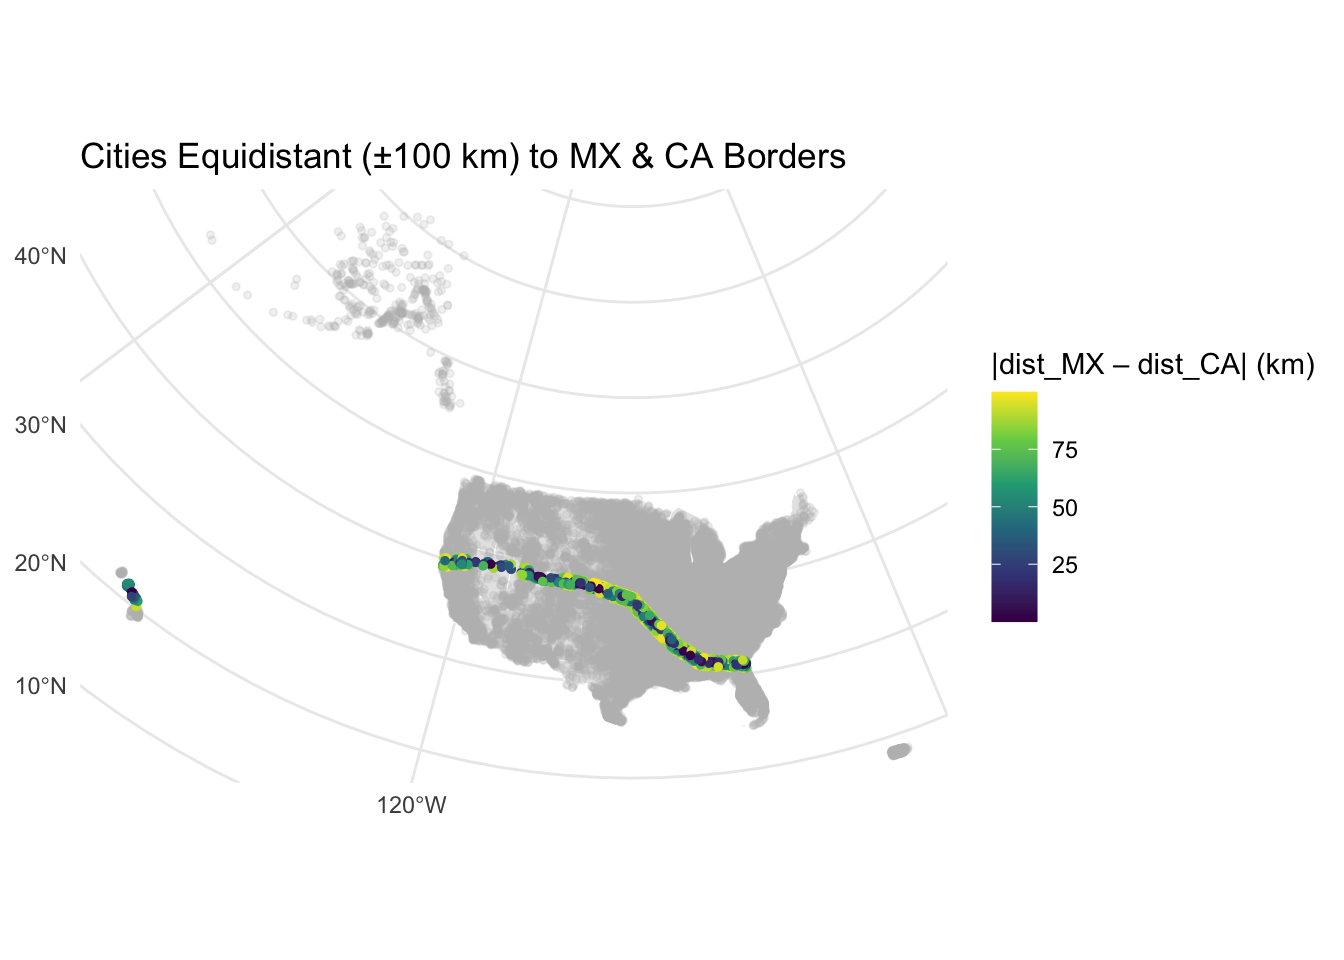 Cities Equidistant (±100 km) to MX & CA Borders
40°N
30°N
20°N
10°N
120°W
|dist_MX – dist_CA| (km)
75
50
25